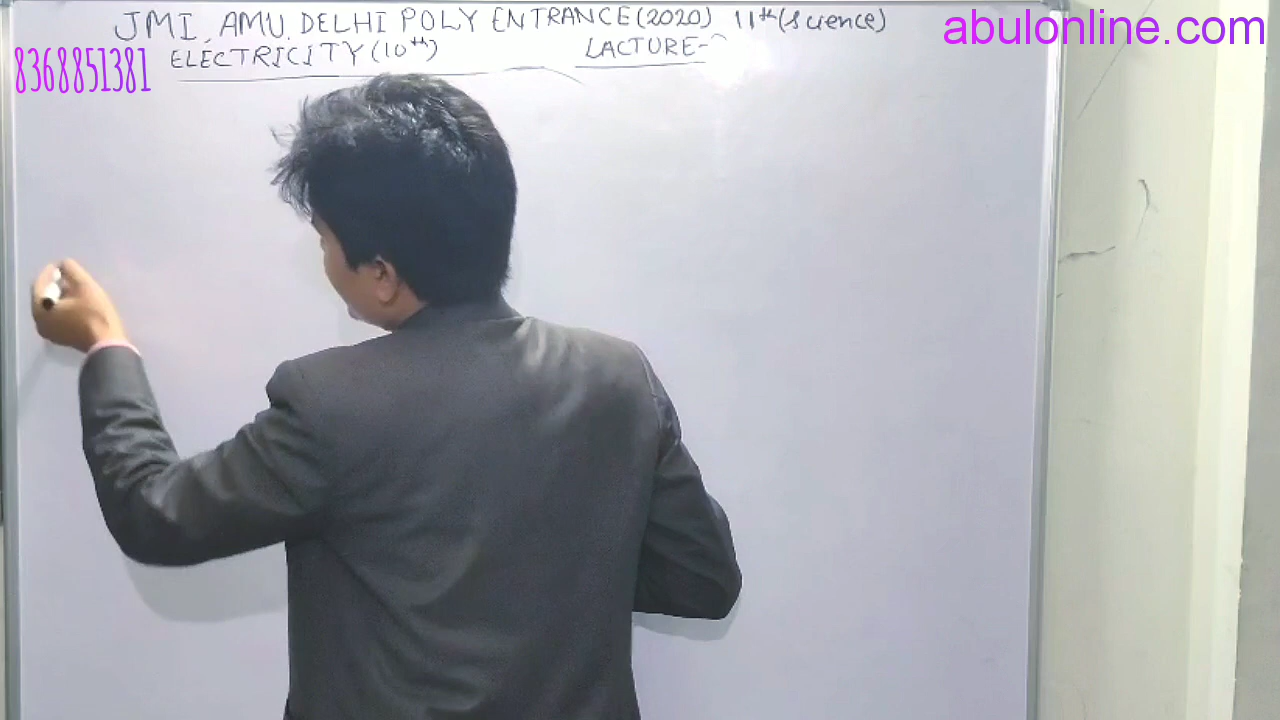 JMI, AMU, DELHI POLY ENTRANCE(2020) 11th(Science)
abulonline.com
ELECTRICITY(10th)
LACTURE-
8368851381